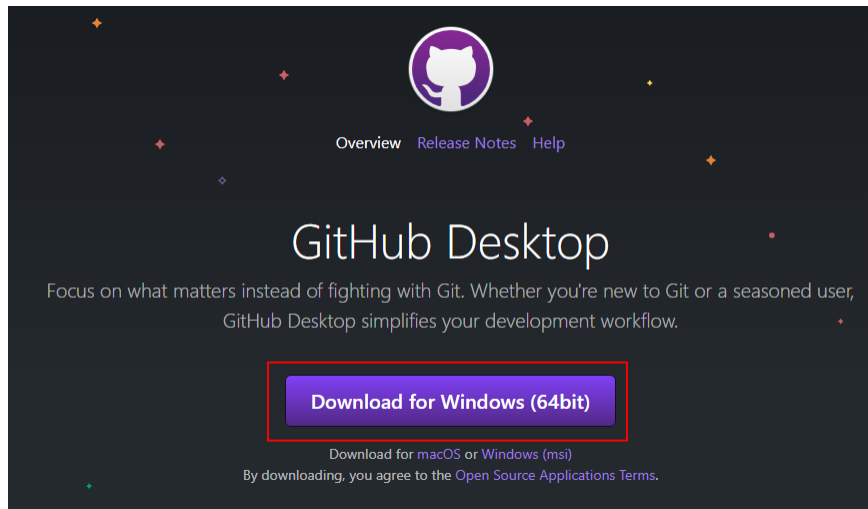 Overview Release Notes Help
GitHub Desktop
Focus on what matters instead of fighting with Git. Whether you're new to Git or a seasoned user,
GitHub Desktop simplifies your development workflow.
Download for Windows (64bit)
Download for macOS or Windows (msi)
By downloading, you agree to the Open Source Applications Terms.